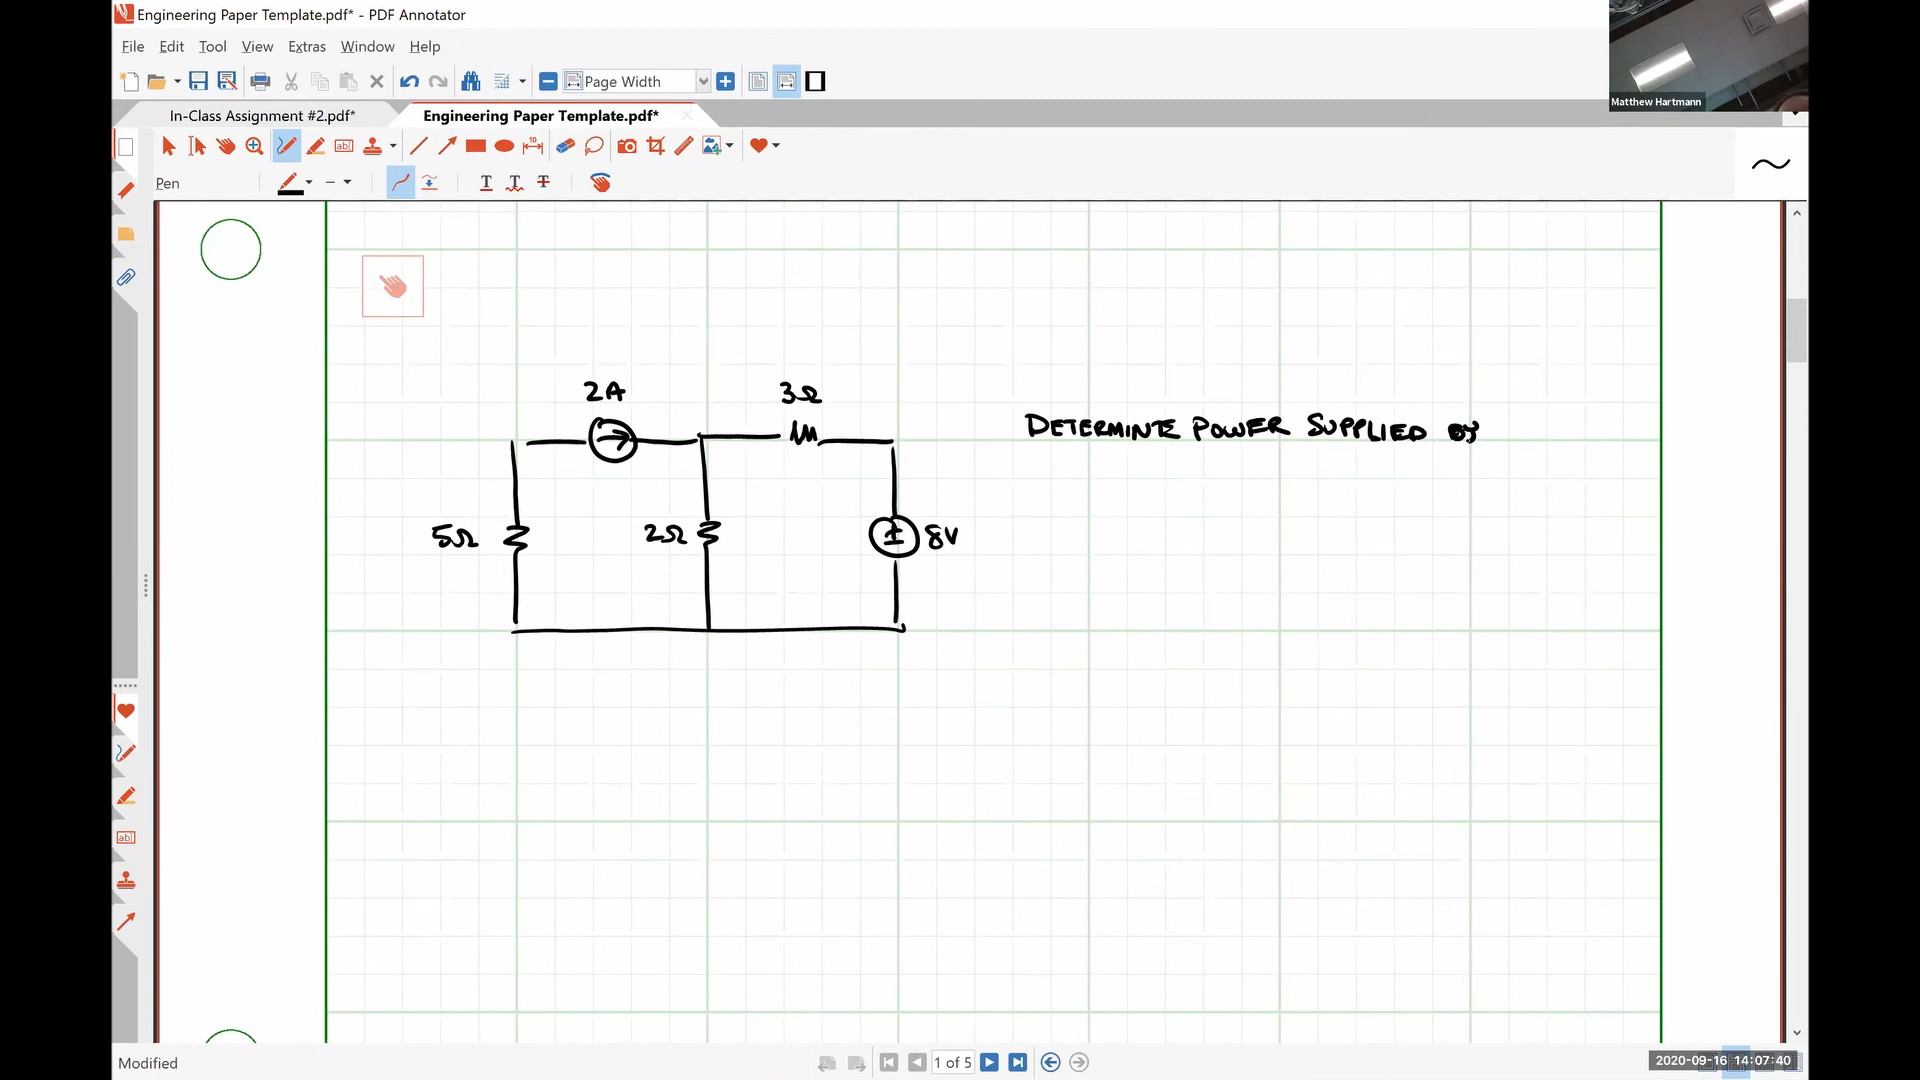 Engineering Paper Template.pdf* - PDF Annotator
File Edit Tool View Extras Window Help
Page Width
Matthew Hartmann
In-Class Assignment #2.pdf* Engineering Paper Template.pdf*
Pen
2A 3Ω
DETERMINTE POWER SUPPLIED BY
5Ω 2Ω 8V
Modified
1 of 5
2020-09-16 14:07:40